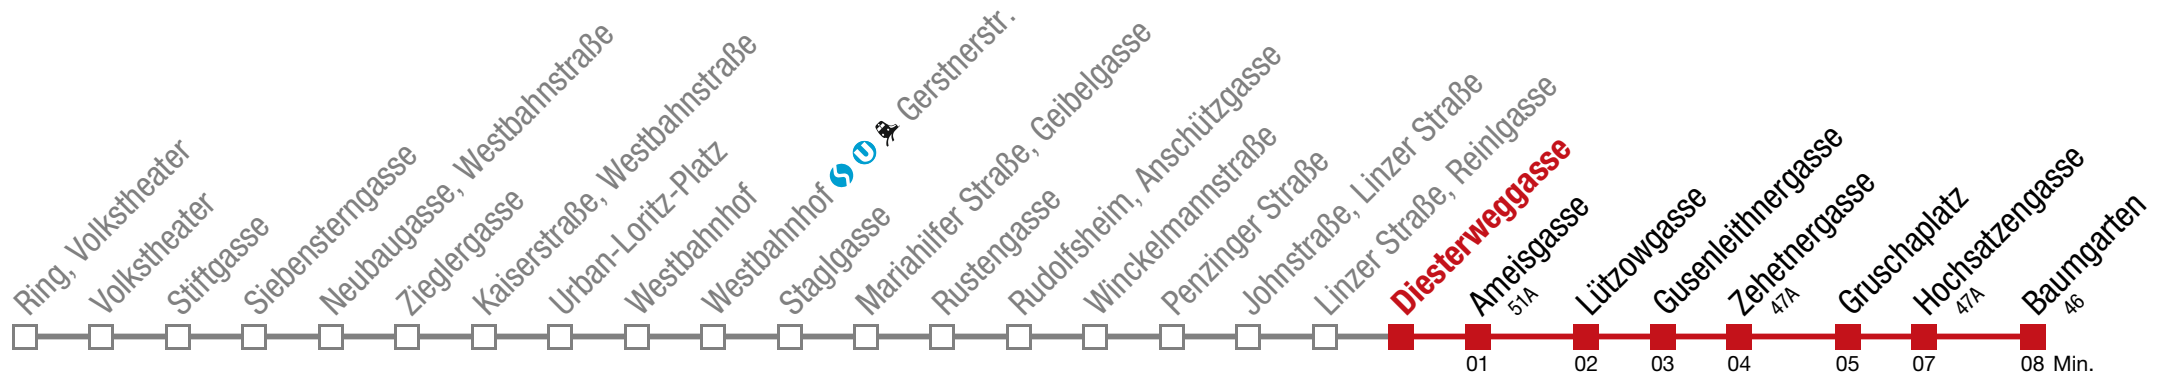 Ring, Volkstheater
Volkstheater
Stiftgasse
Siebensterngasse
Neubaugasse, Westbahnstraße
Zieglergasse
Kaiserstraße, Westbahnstraße
Urban-Loritz-Platz
Westbahnhof
Westbahnhof S U Gerstnerstr.
Staglgasse
Mariahilfer Straße, Geibelgasse
Rustengasse
Rudolfsheim, Anschützgasse
Winckelmannstraße
Penzinger Straße
Johnstraße, Linzer Straße
Linzer Straße, Reinlgasse
Diesterweggasse
Ameisgasse
51A
Lützowgasse
Gusenleithnergasse
Zehetnergasse
47A
Gruschaplatz
Hochsatzengasse
47A
Baumgarten
46
01 02 03 04 05 07 08 Min.